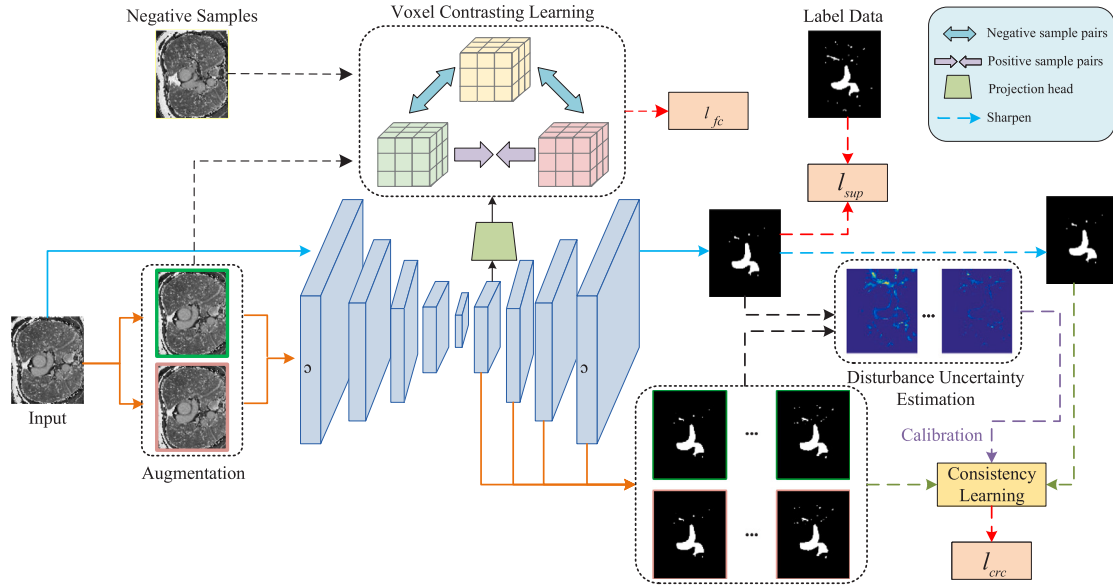 Negative Samples
Voxel Contrasting Learning
Label Data
Negative sample pairs
Positive sample pairs
Projection head
Sharpen
l fc
l sup
c
c
...
Disturbance Uncertainty
Estimation
Input
Augmentation
...
...
Calibration
Consistency
Learning
l crc